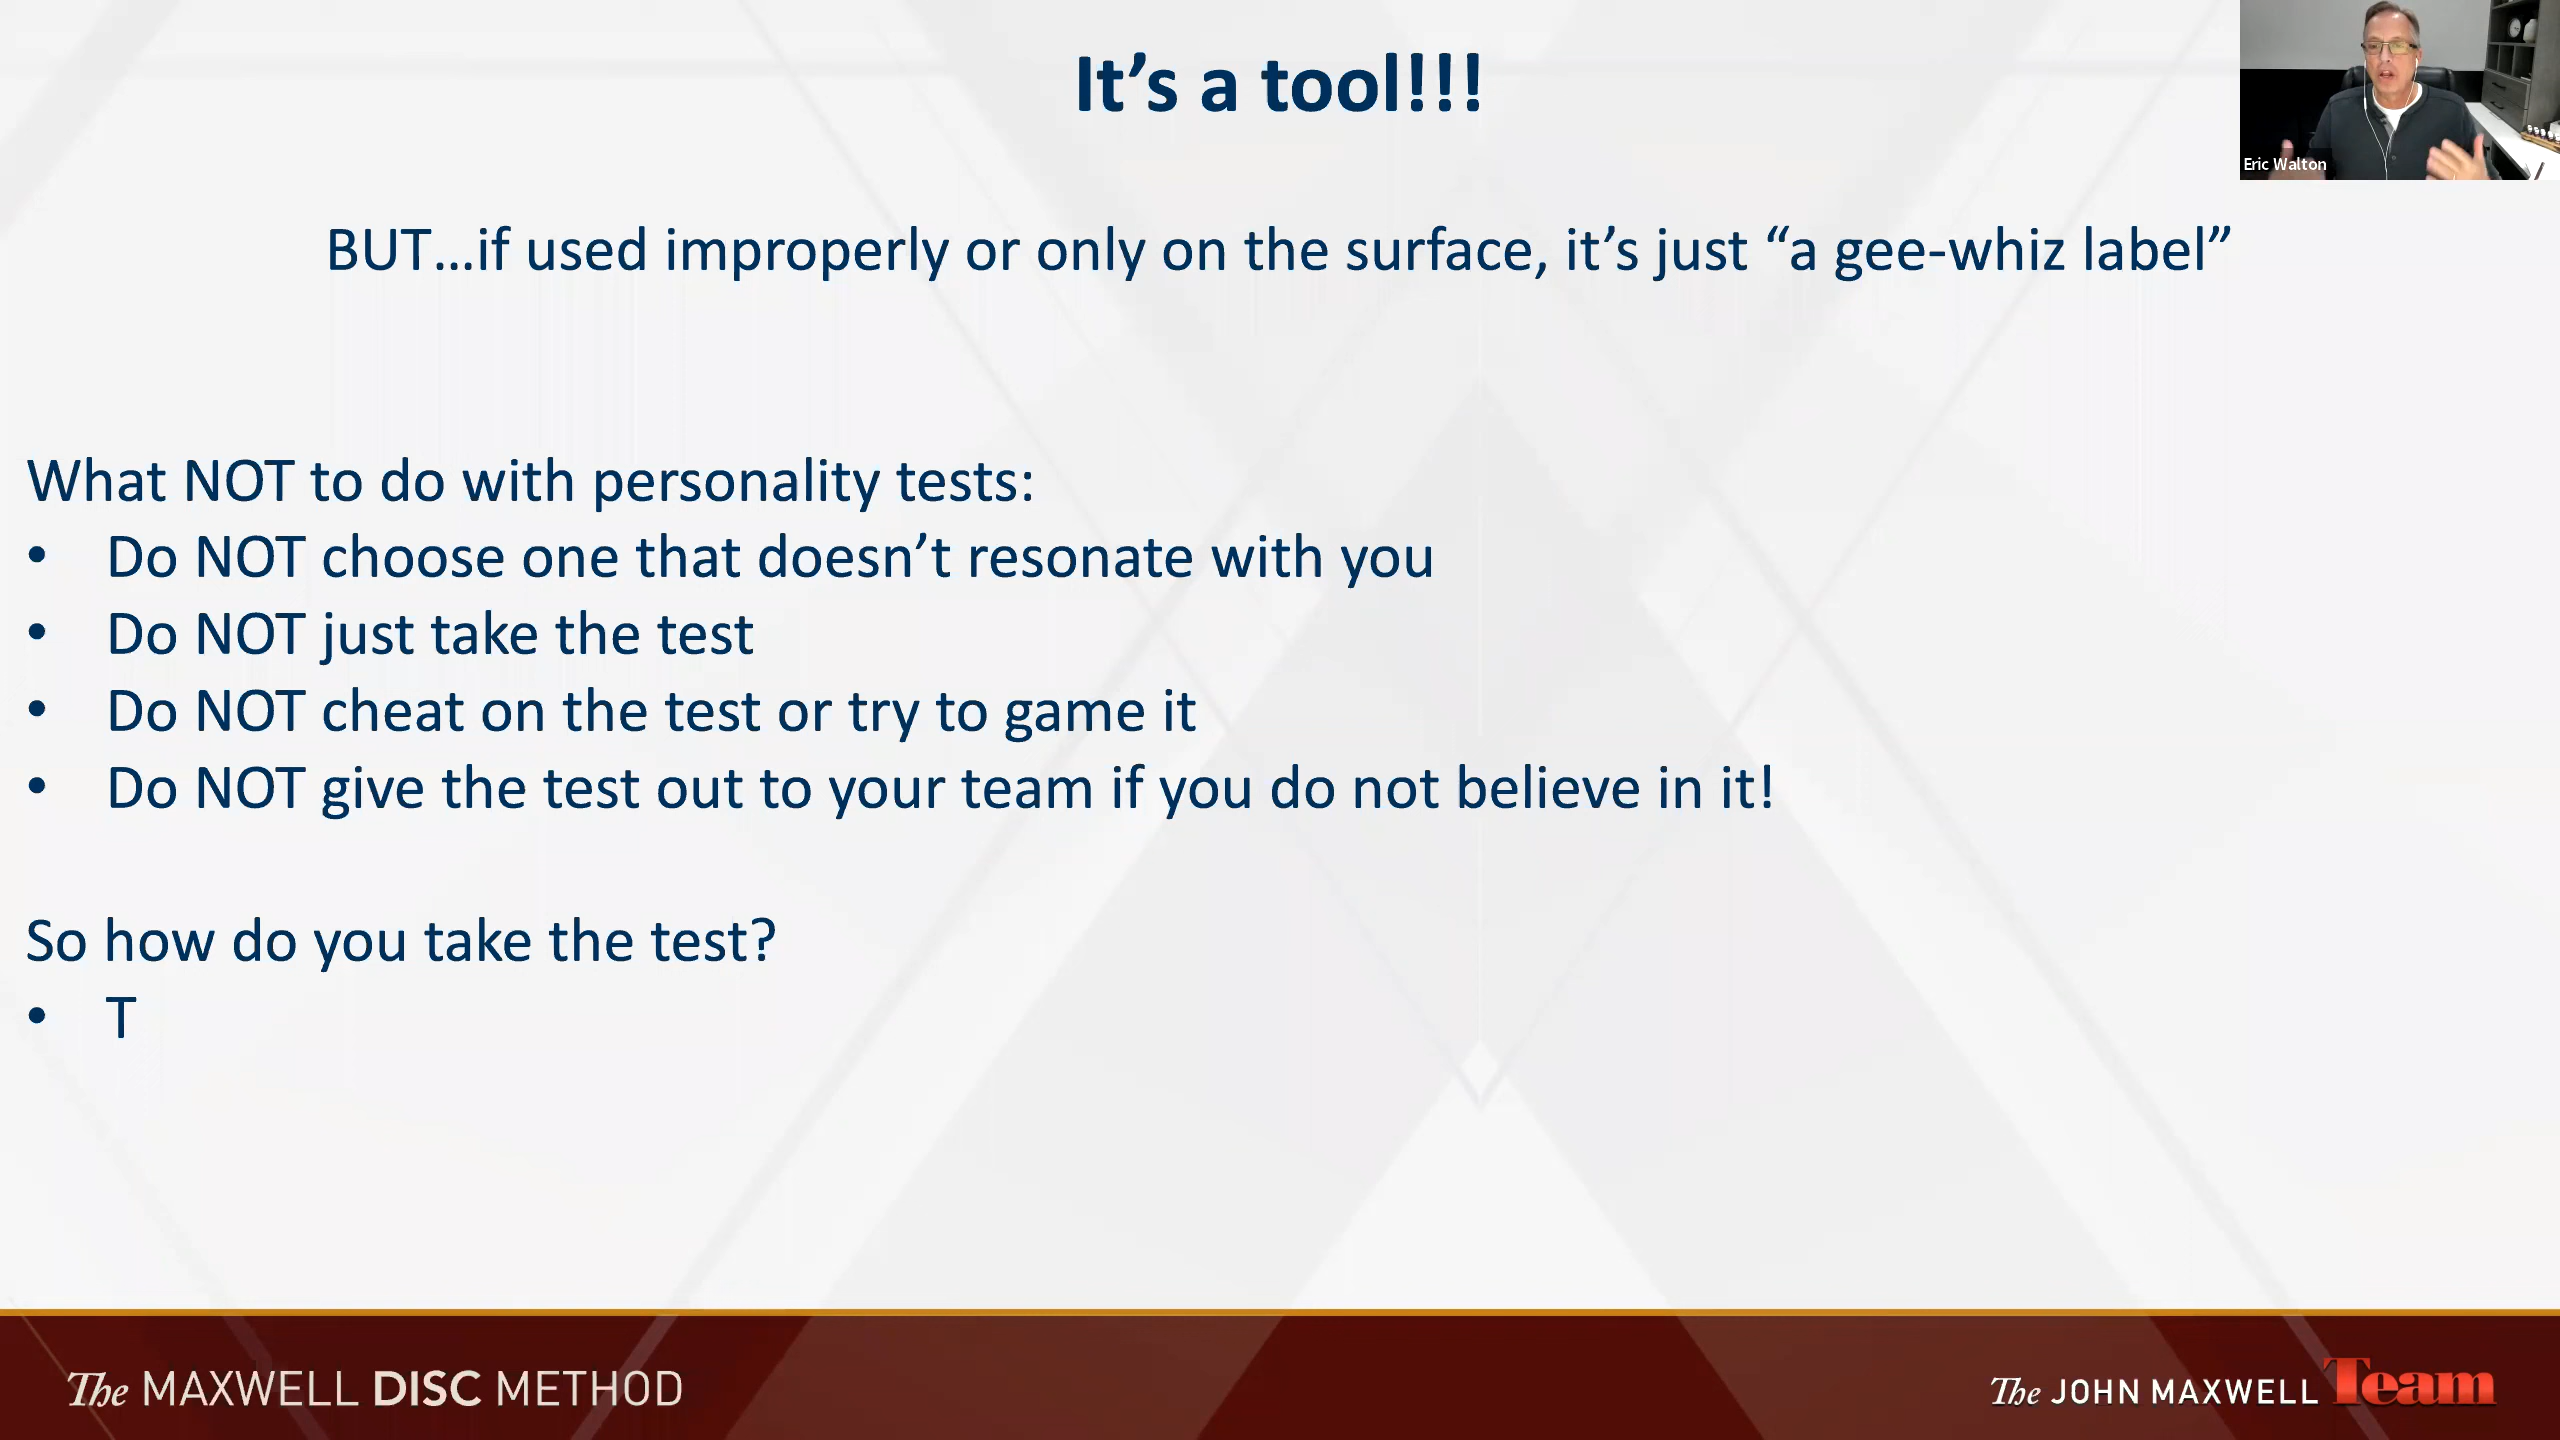 It’s a tool!!!
Eric Walton
BUT…if used improperly or only on the surface, it’s just “a gee-whiz label”
What NOT to do with personality tests:
• Do NOT choose one that doesn’t resonate with you
• Do NOT just take the test
• Do NOT cheat on the test or try to game it
• Do NOT give the test out to your team if you do not believe in it!
So how do you take the test?
• T
The MAXWELL DISC METHOD
The JOHN MAXWELL Team